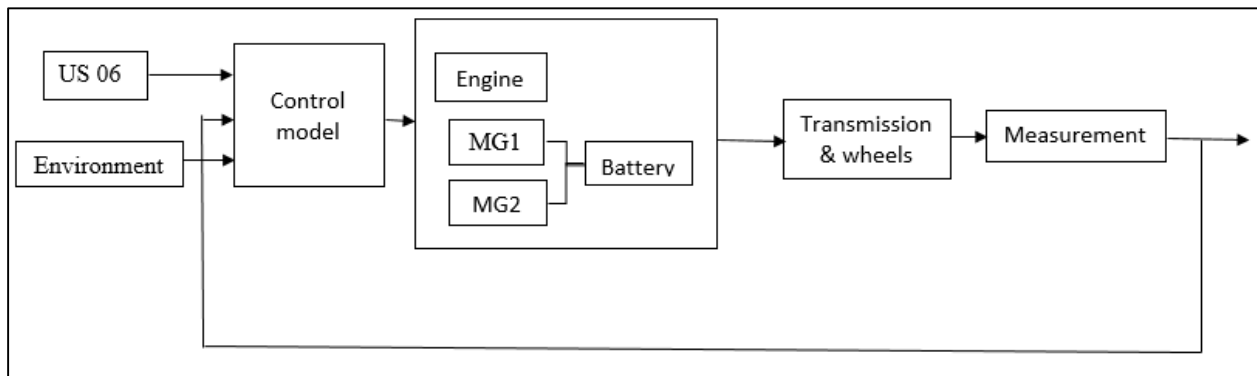 US 06
Environment
Control
model
Engine
MG1
MG2
Battery
Transmission
& wheels
Measurement